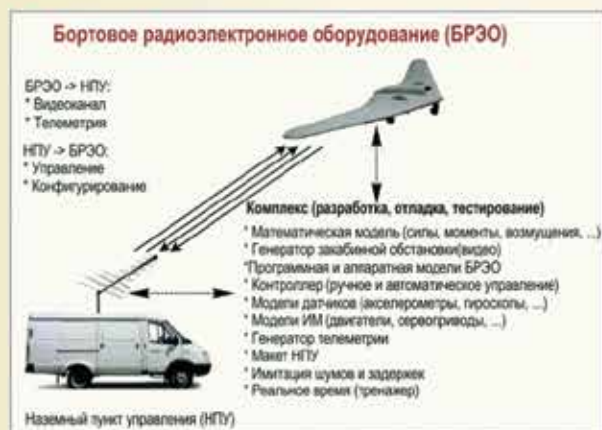 Бортовое радиоэлектронное оборудование (БРЭО)
БРЭО -> НПУ:
* Видеоканал
* Телеметрия
НПУ -> БРЭО:
* Управление
* Конфигурирование
Комплекс (разработка, отладка, тестирование)
* Математическая модель (силы, моменты, возмущения, ...)
* Генератор закабинной обстановки(видео)
*Программная и аппаратная модели БРЭО
* Контроллер (ручное и автоматическое управление)
* Модели датчиков (акселерометры, гироскопы, ...)
* Модели ИМ (двигатели, сервоприводы, ...)
* Генератор телеметрии
* Макет НПУ
* Имитация шумов и задержек
* Реальное время (тренажер)
Наземный пункт управления (НПУ)